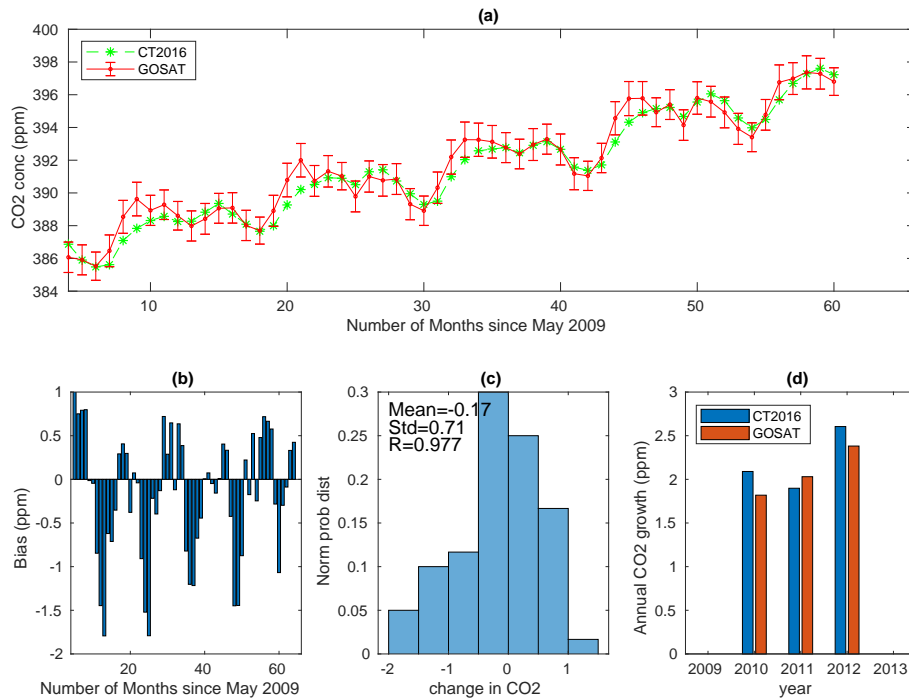 (a)
400
398
396
394
392
390
388
386
384
CO2 conc (ppm)
CT2016
GOSAT
10
20
30
40
50
60
Number of Months since May 2009
(b)
1
0.5
0
-0.5
-1
-1.5
-2
Bias (ppm)
20
40
60
Number of Months since May 2009
(c)
0.3
0.25
0.2
0.15
0.1
0.05
0
Norm prob dist
Mean=-0.17
Std=0.71
R=0.977
-2
-1
0
1
change in CO2
(d)
3
2.5
2
1.5
1
0.5
0
Annual CO2 growth (ppm)
CT2016
GOSAT
2009
2010
2011
2012
2013
year